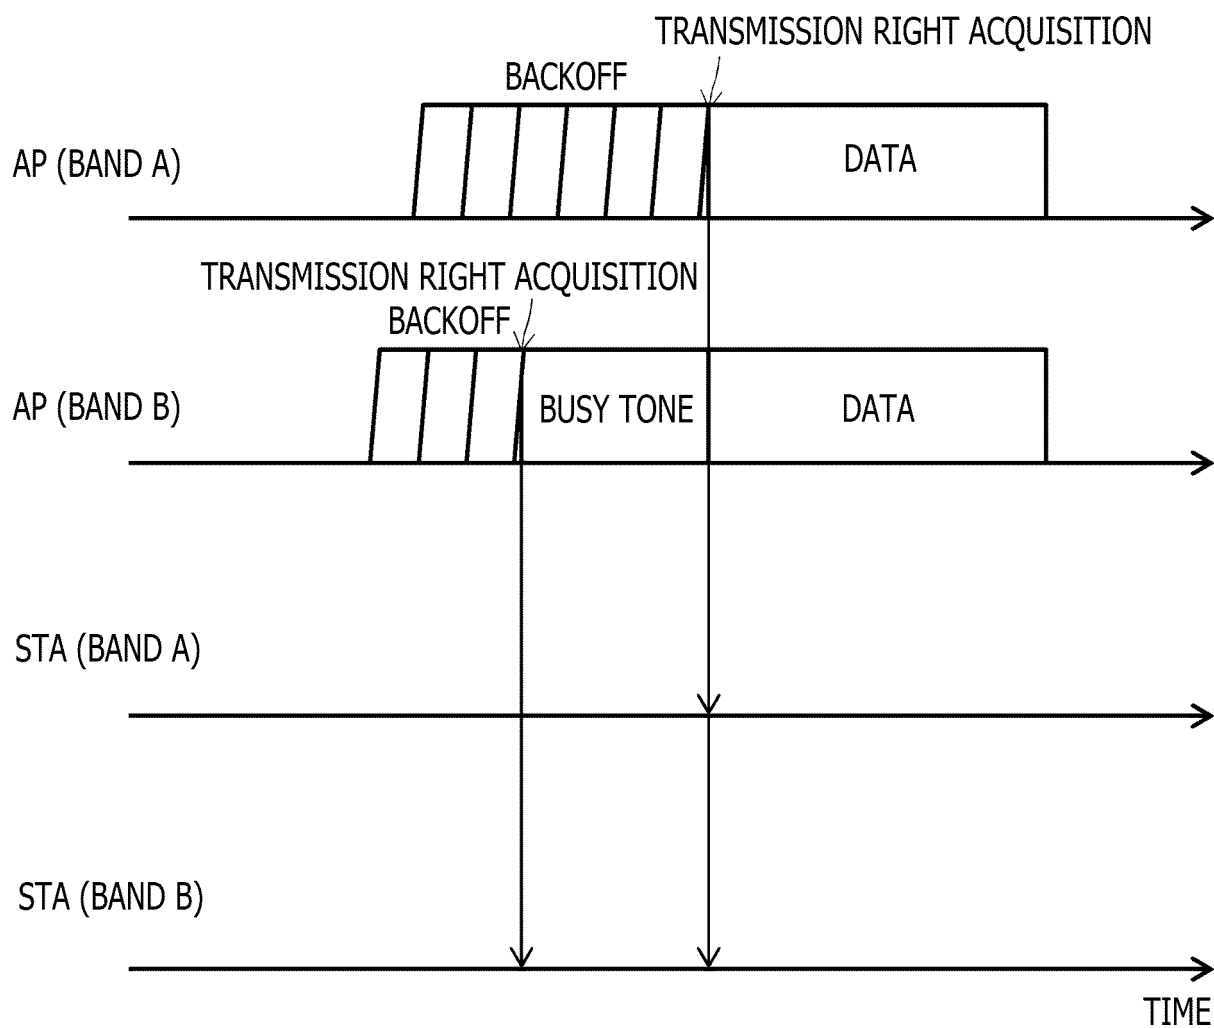 TRANSMISSION RIGHT ACQUISITION
BACKOFF
AP (BAND A)
DATA
TRANSMISSION RIGHT ACQUISITION
BACKOFF
AP (BAND B)
BUSY TONE
DATA
STA (BAND A)
STA (BAND B)
TIME